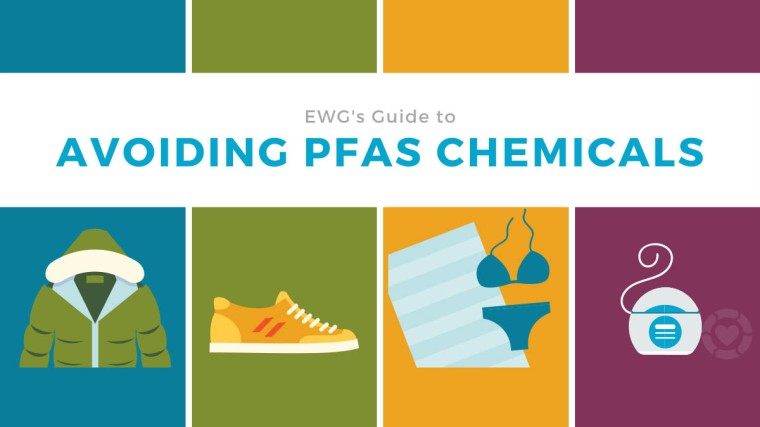 EWG's Guide to
AVOIDING PFAS CHEMICALS